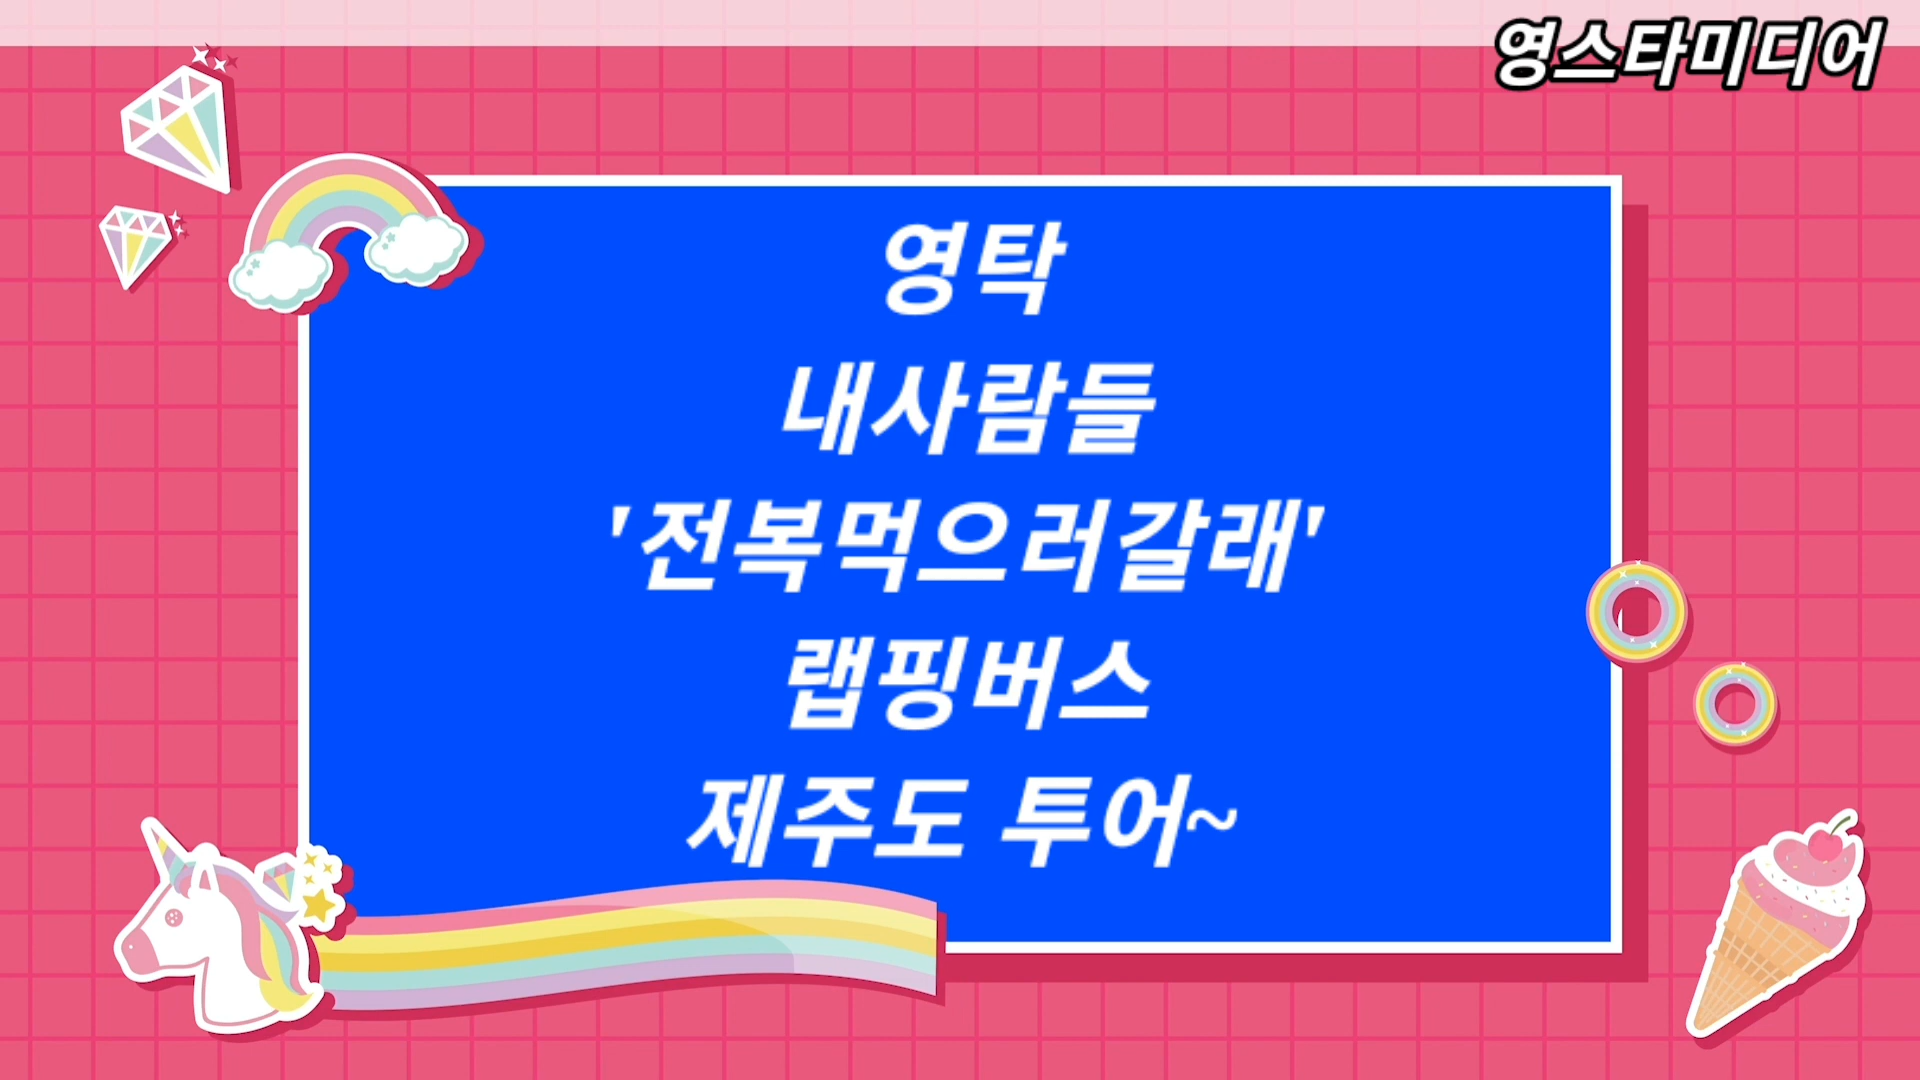 영스타미디어
영탁
내사람들
'전복먹으러갈래'
랩핑버스
제주도 투어~